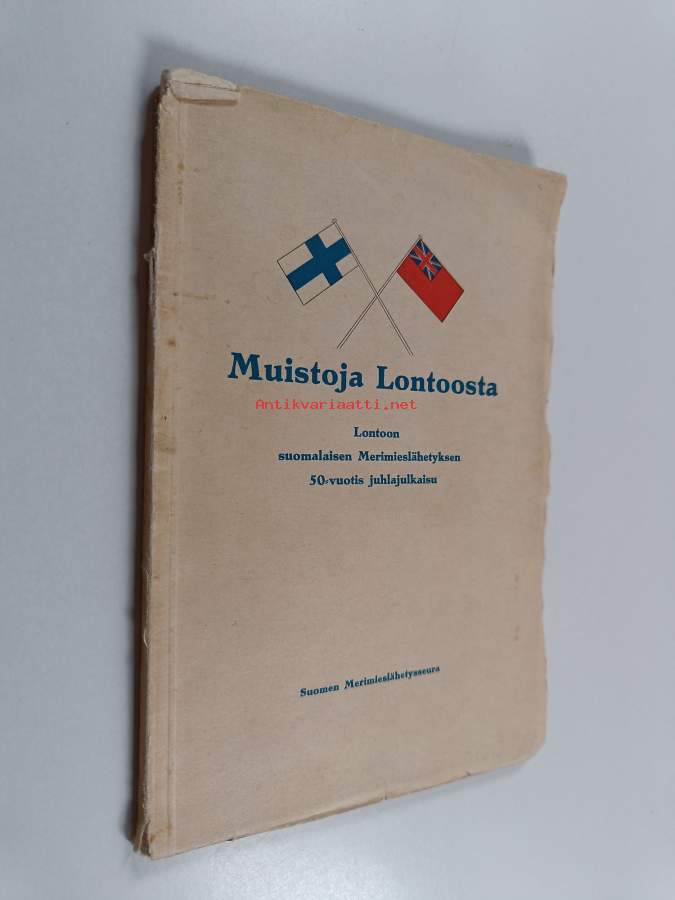 Muistoja Lontoosta
Antikvariaatti.net
Lontoon
suomalaisen Merimieslähetyksen
50-vuotis juhlajulkaisu
Suomen Merimieslähetysseura